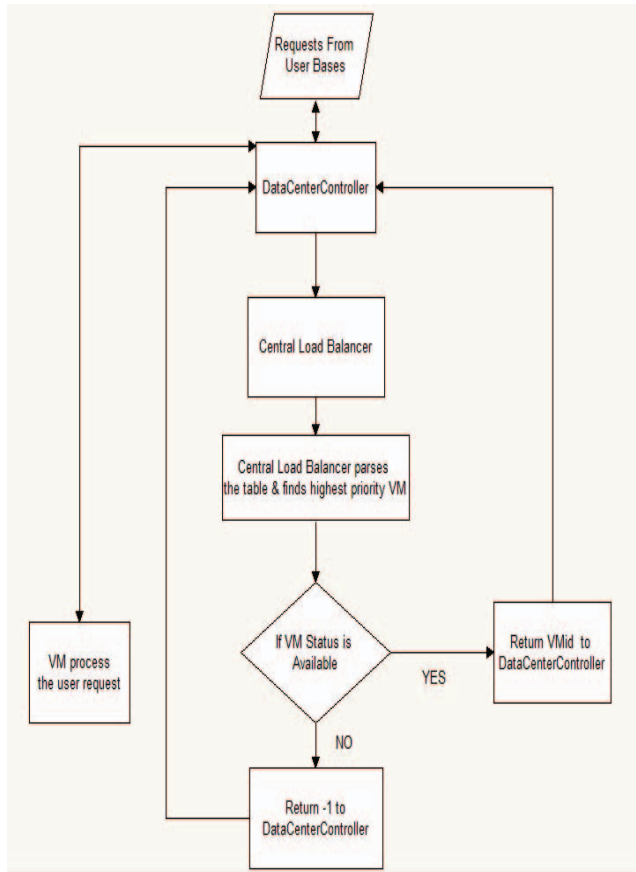 Requests From
User Bases
DataCenterController
Central Load Balancer
Central Load Balancer parses
the table & finds highest priority VM
If VM Status is
Available
YES
Return VMid to
DataCenterController
VM process
the user request
NO
Return -1 to
DataCenterController